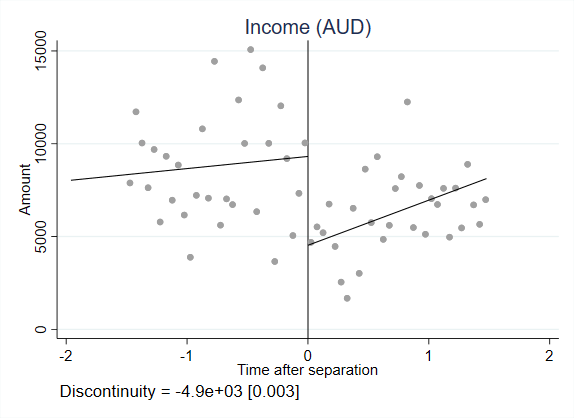 Income (AUD)
15000
10000
5000
0
Amount
-2 -1 0 1 2
Time after separation
Discontinuity = -4.9e+03 [0.003]